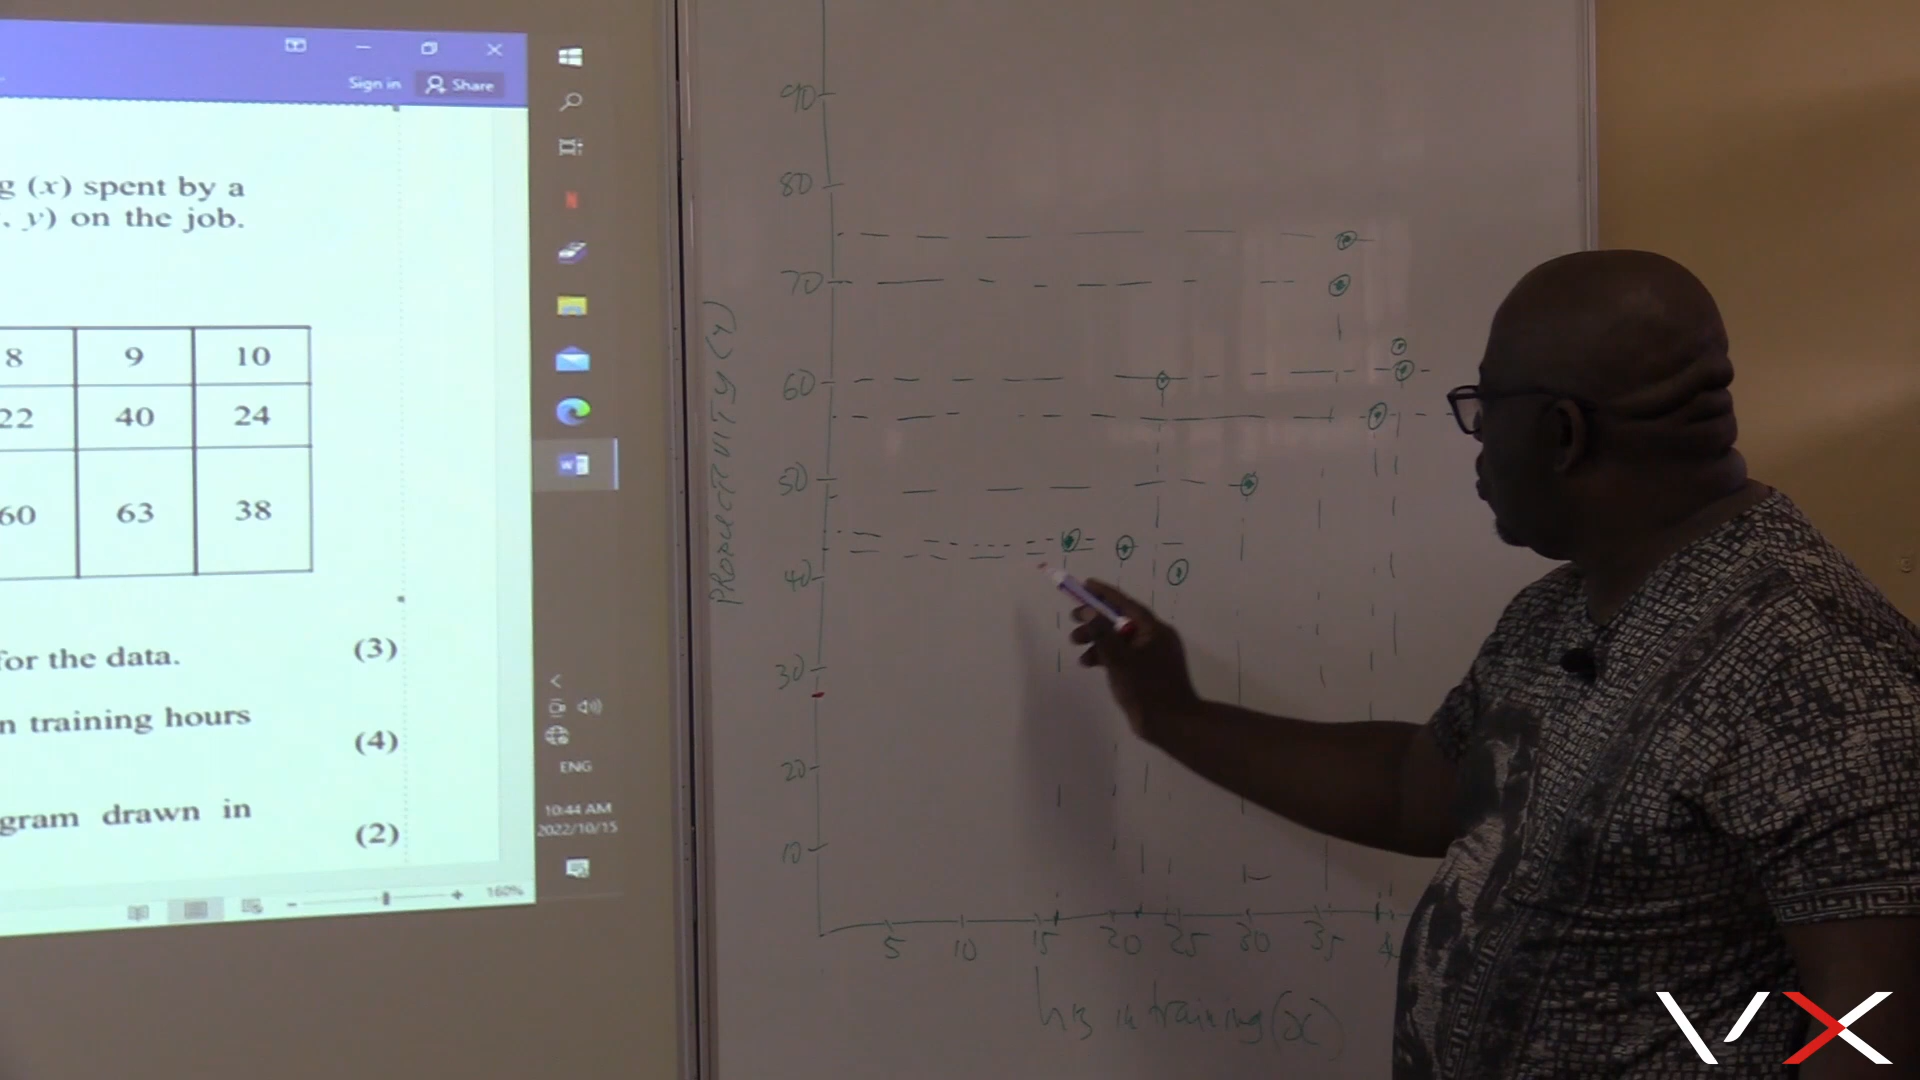 Sign in Share
g (x) spent by a
, y) on the job.
8 9 10
22 40 24
60 63 38
for the data. (3)
n training hours
(4)
gram drawn in
(2)
160%
ENG
10:44 AM
2022/10/15
90
80
70
60
50
40
30
20
10
PRODUCTIVITY (y)
5 10 15 20 25 30 35 4
hrs in training (x)
VX